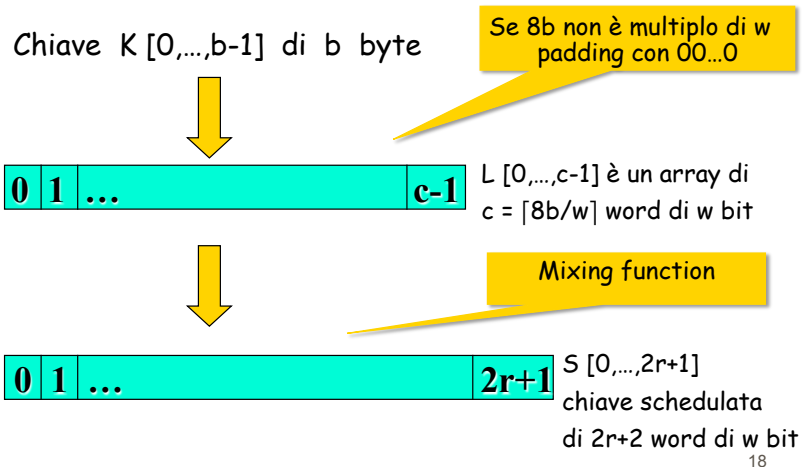 Chiave K [0,…,b-1] di b byte
Se 8b non è multiplo di w
padding con 00…0
0 1 … c-1
L [0,…,c-1] è un array di
c = ⌈8b/w⌉ word di w bit
Mixing function
0 1 … 2r+1
S [0,…,2r+1]
chiave schedulata
di 2r+2 word di w bit
18